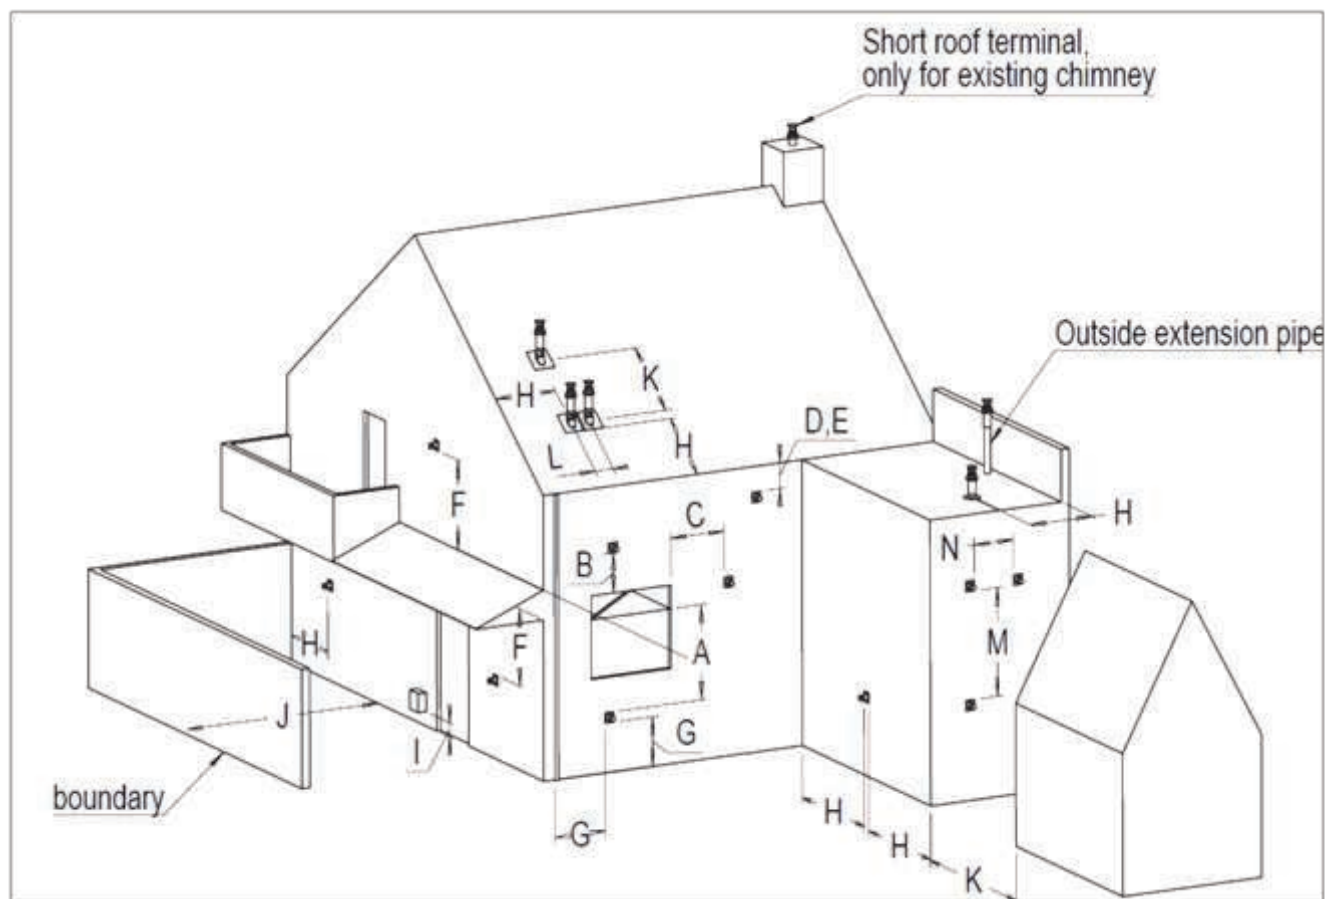 Short roof terminal,
only for existing chimney
Outside extension pipe
K
H
D,E
L
H
H
F
C
N
B
F
A
M
H
J
G
I
boundary
G
H
H
K